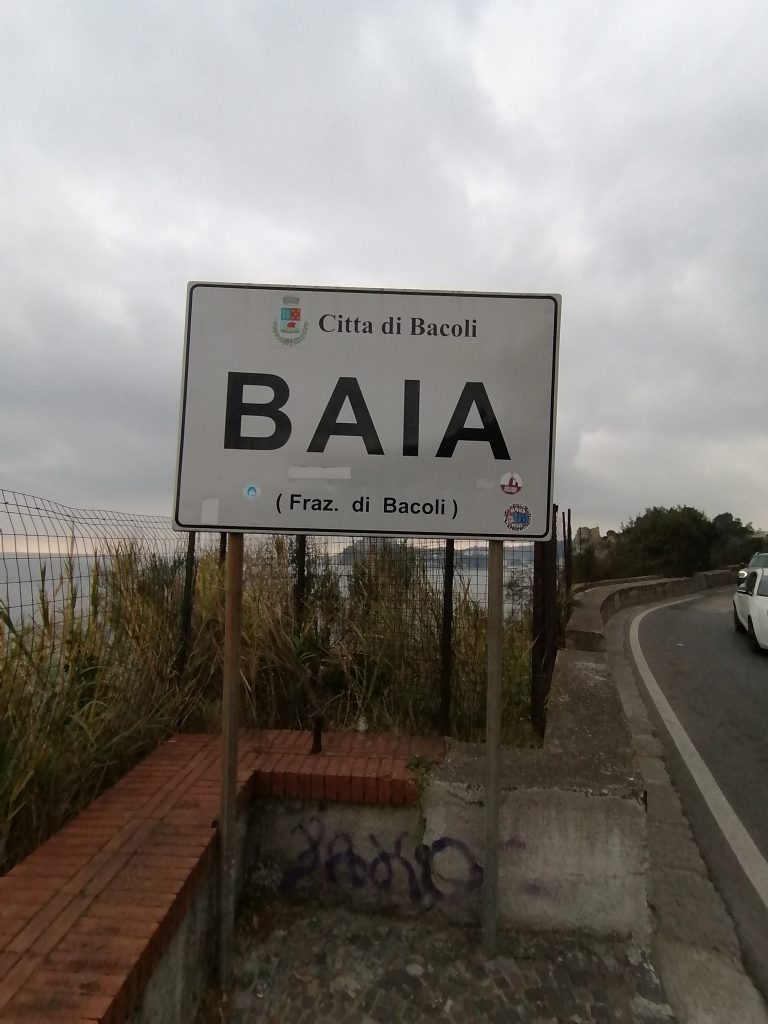 Citta di Bacoli
BAIA
( Fraz. di Bacoli )